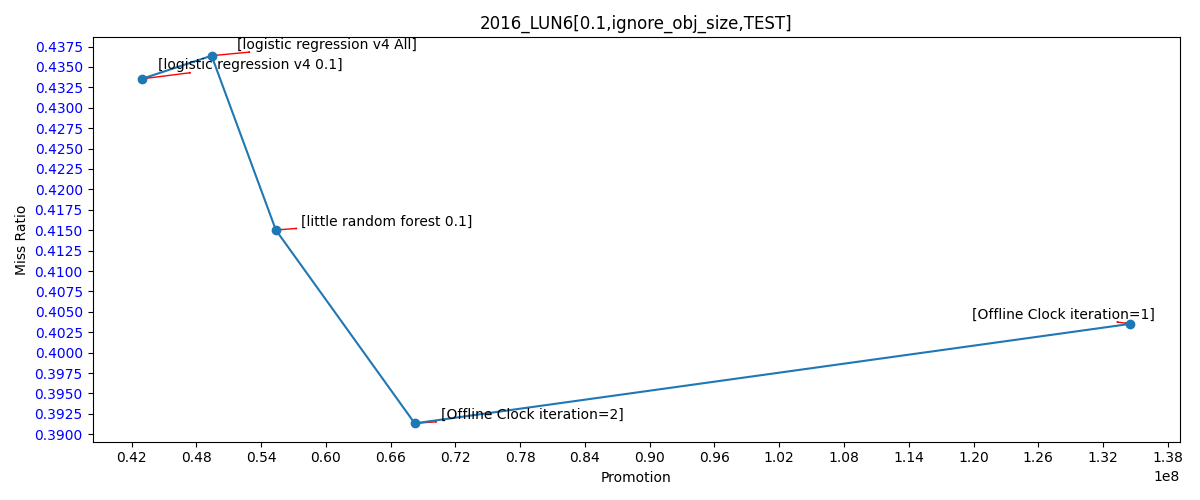 2016_LUN6[0.1,ignore_obj_size,TEST]
0.4375
0.4350
0.4325
0.4300
0.4275
0.4250
0.4225
0.4200
0.4175
0.4150
0.4125
0.4100
0.4075
0.4050
0.4025
0.4000
0.3975
0.3950
0.3925
0.3900
Miss Ratio
[logistic regression v4 All]
[logistic regression v4 0.1]
[little random forest 0.1]
[Offline Clock iteration=1]
[Offline Clock iteration=2]
0.42 0.48 0.54 0.60 0.66 0.72 0.78 0.84 0.90 0.96 1.02 1.08 1.14 1.20 1.26 1.32 1.38
1e8
Promotion